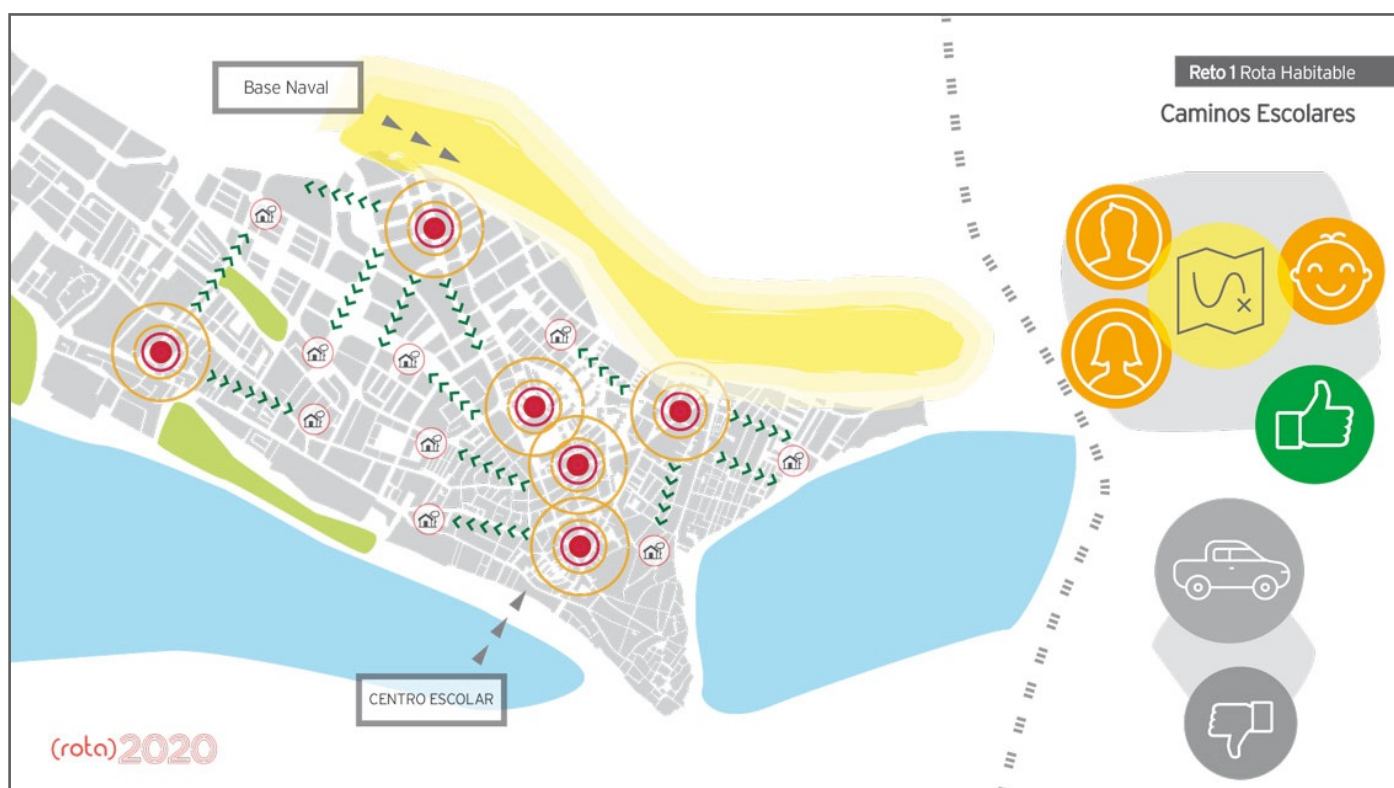 Base Naval
Reto 1 Rota Habitable
Caminos Escolares
CENTRO ESCOLAR
(rota)2020